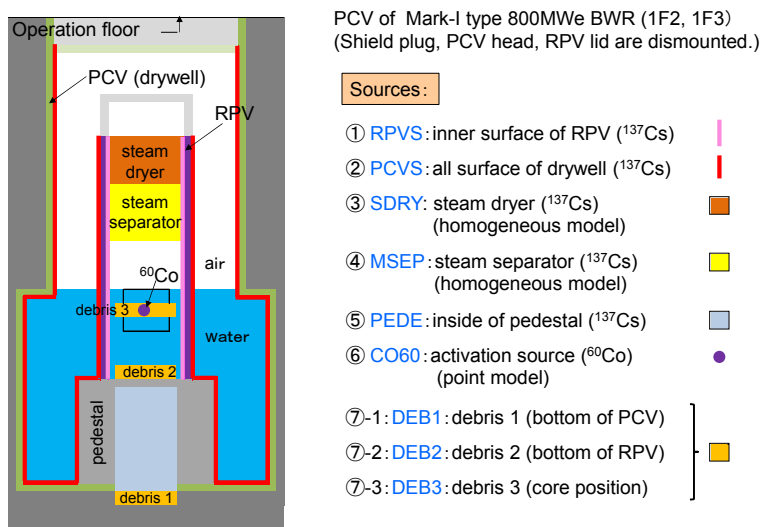 Operation floor
PCV (drywell)
RPV
steam
dryer
steam
separator
air
⁶⁰Co
debris 3
water
debris 2
pedestal
debris 1
PCV of Mark-I type 800MWe BWR (1F2, 1F3)
(Shield plug, PCV head, RPV lid are dismounted.)
Sources:
① RPVS: inner surface of RPV (¹³⁷Cs)
② PCVS: all surface of drywell (¹³⁷Cs)
③ SDRY: steam dryer (¹³⁷Cs)
(homogeneous model)
④ MSEP: steam separator (¹³⁷Cs)
(homogeneous model)
⑤ PEDE: inside of pedestal (¹³⁷Cs)
⑥ CO60: activation source (⁶⁰Co)
(point model)
⑦-1: DEB1: debris 1 (bottom of PCV)
⑦-2: DEB2: debris 2 (bottom of RPV)
⑦-3: DEB3: debris 3 (core position)